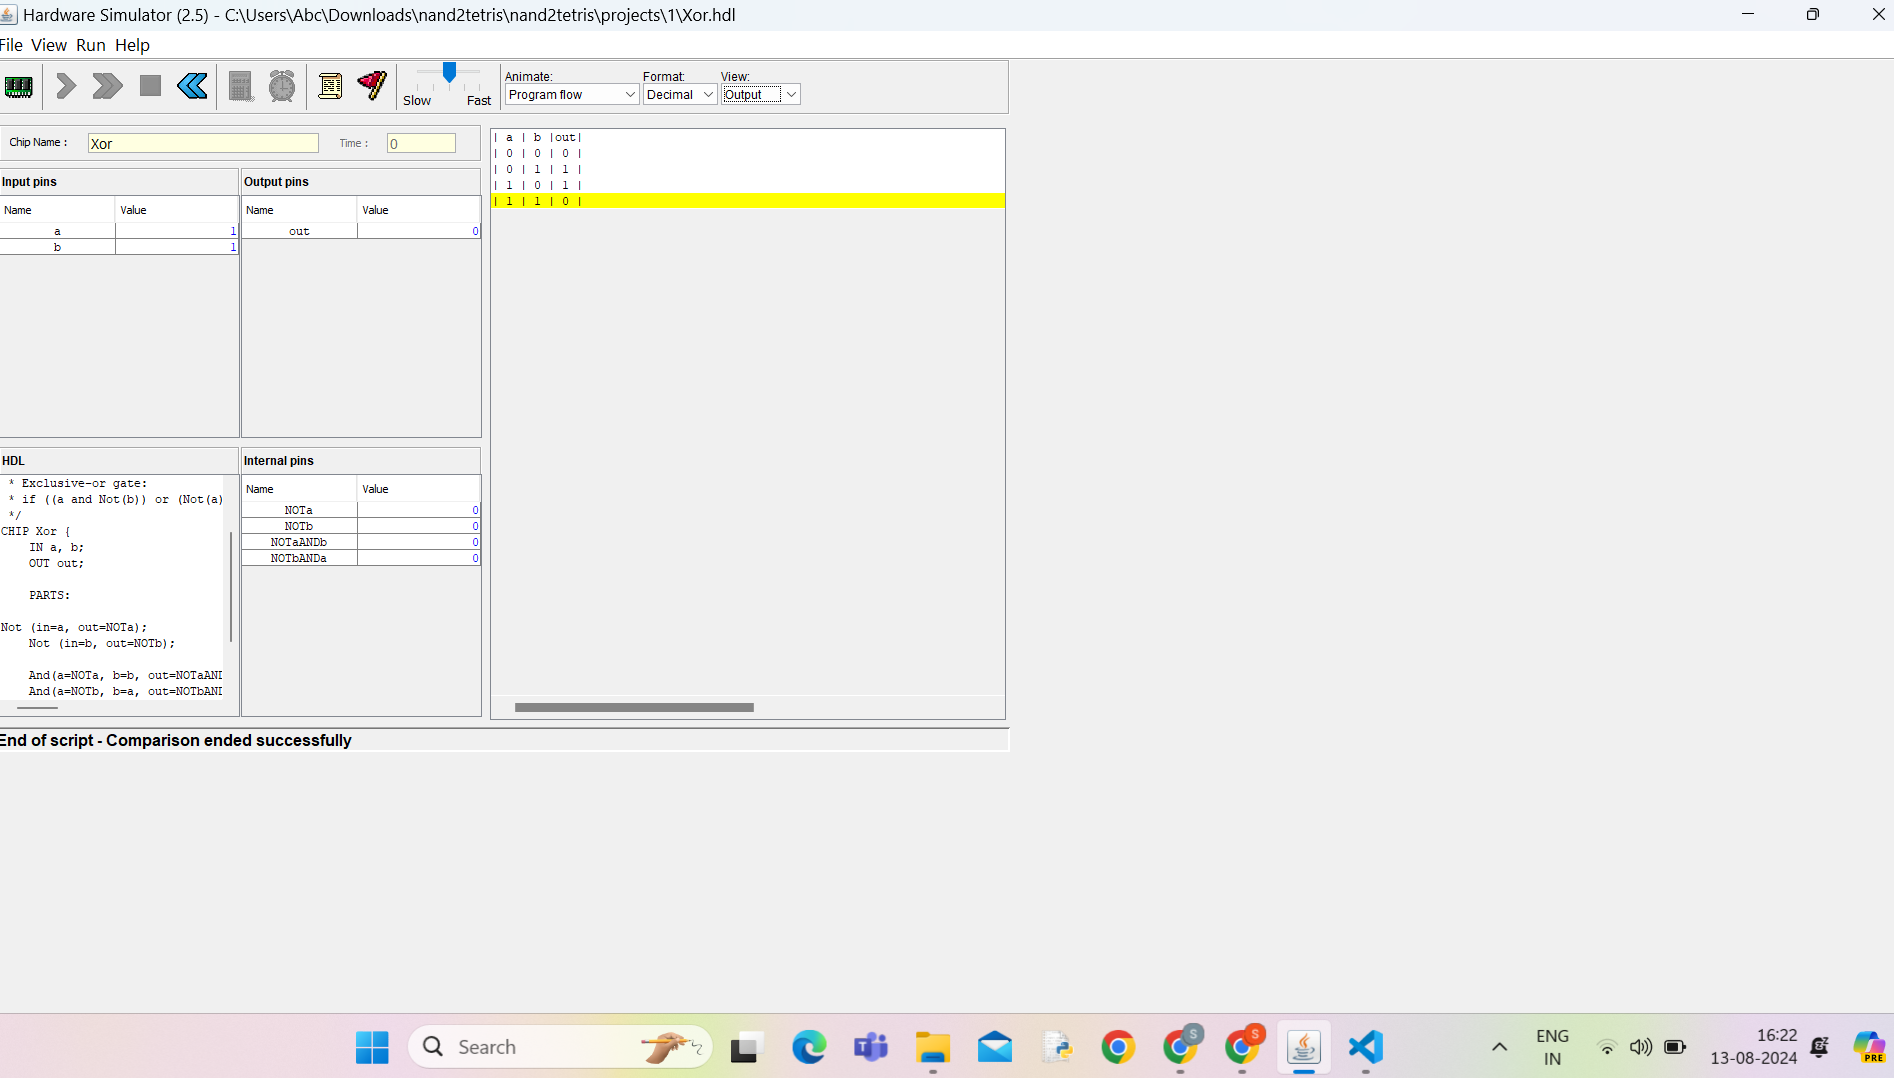 Hardware Simulator (2.5) - C:\Users\Abc\Downloads\nand2tetris\nand2tetris\projects\1\Xor.hdl
File View Run Help
Slow Fast
Animate: Format: View:
Program flow Decimal Output
Chip Name : Xor Time : 0
Input pins Output pins
Name Value Name Value
a 1 out 0
b 1
| a | b |out|
| 0 | 0 | 0 |
| 0 | 1 | 1 |
| 1 | 0 | 1 |
| 1 | 1 | 0 |
HDL
* Exclusive-or gate:
* if ((a and Not(b)) or (Not(a)
*/
CHIP Xor {
IN a, b;
OUT out;
PARTS:
Not (in=a, out=NOTa);
Not (in=b, out=NOTb);
And(a=NOTa, b=b, out=NOTaAND
And(a=NOTb, b=a, out=NOTbAND
Internal pins
Name Value
NOTa 0
NOTb 0
NOTaANDb 0
NOTbANDa 0
End of script - Comparison ended successfully
Search
S
S
ENG
IN
16:22
13-08-2024
PRE